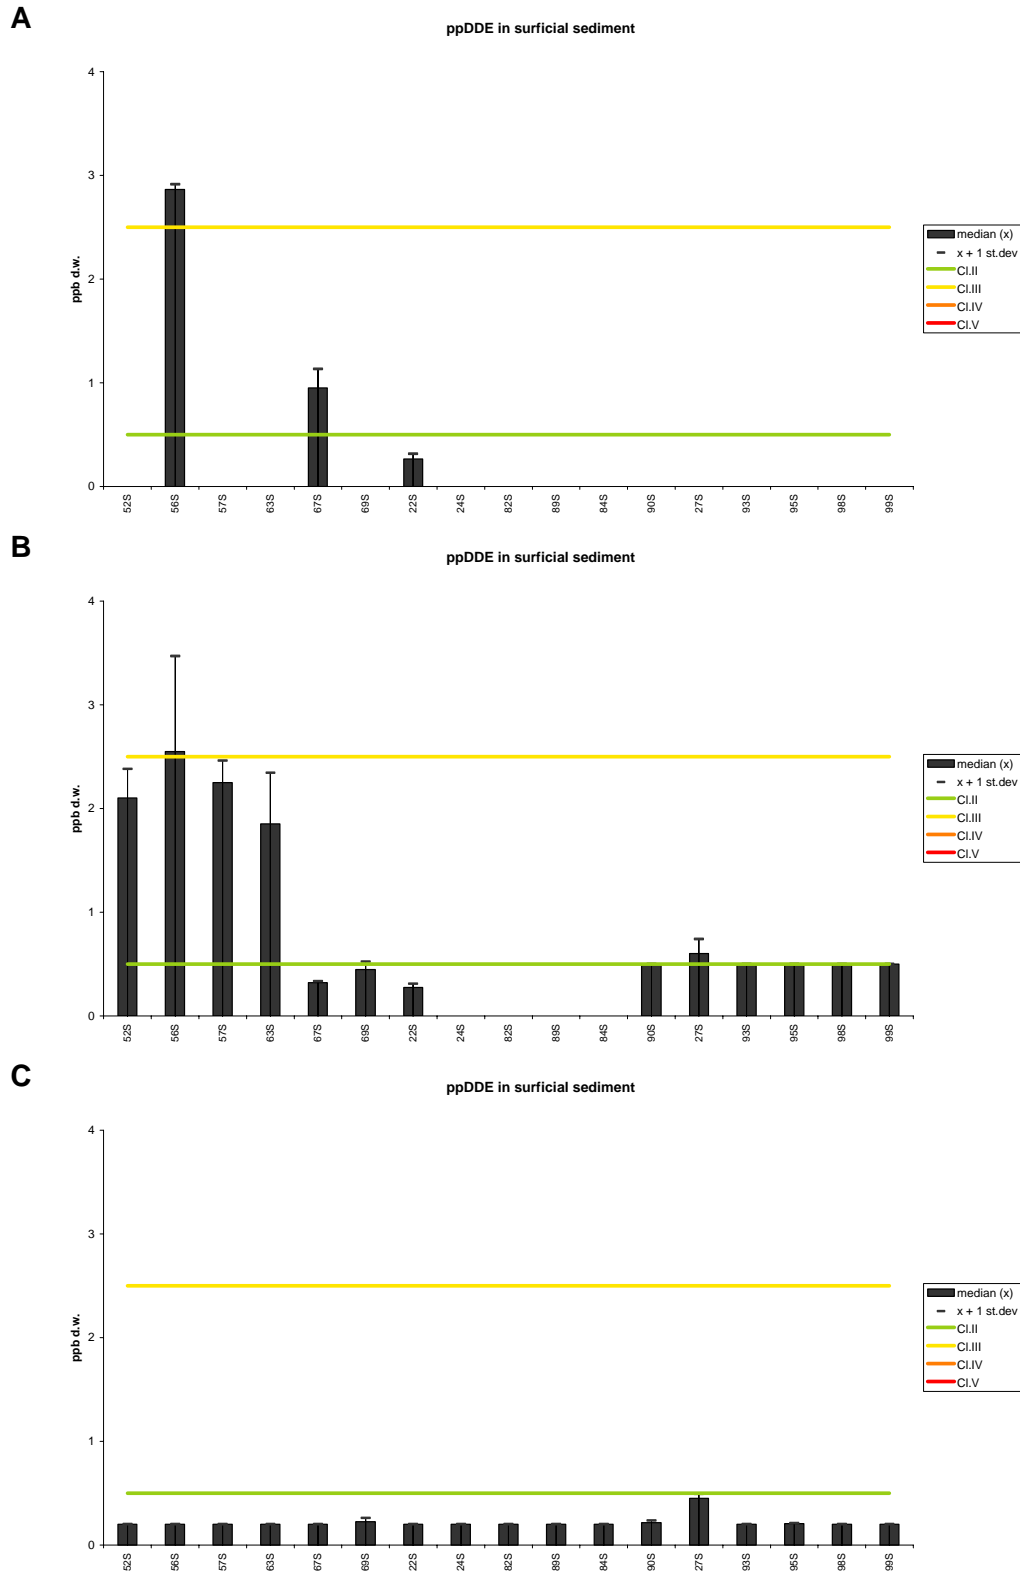 A
ppDDE in surficial sediment
4
3
2
1
0
ppb d.w.
52S 56S 57S 63S 67S 69S 22S 24S 82S 89S 84S 90S 27S 93S 95S 98S 99S
median (x)
x + 1 st.dev
Cl.II
Cl.III
Cl.IV
Cl.V
B
ppDDE in surficial sediment
4
3
2
1
0
ppb d.w.
52S 56S 57S 63S 67S 69S 22S 24S 82S 89S 84S 90S 27S 93S 95S 98S 99S
median (x)
x + 1 st.dev
Cl.II
Cl.III
Cl.IV
Cl.V
C
ppDDE in surficial sediment
4
3
2
1
0
ppb d.w.
52S 56S 57S 63S 67S 69S 22S 24S 82S 89S 84S 90S 27S 93S 95S 98S 99S
median (x)
x + 1 st.dev
Cl.II
Cl.III
Cl.IV
Cl.V